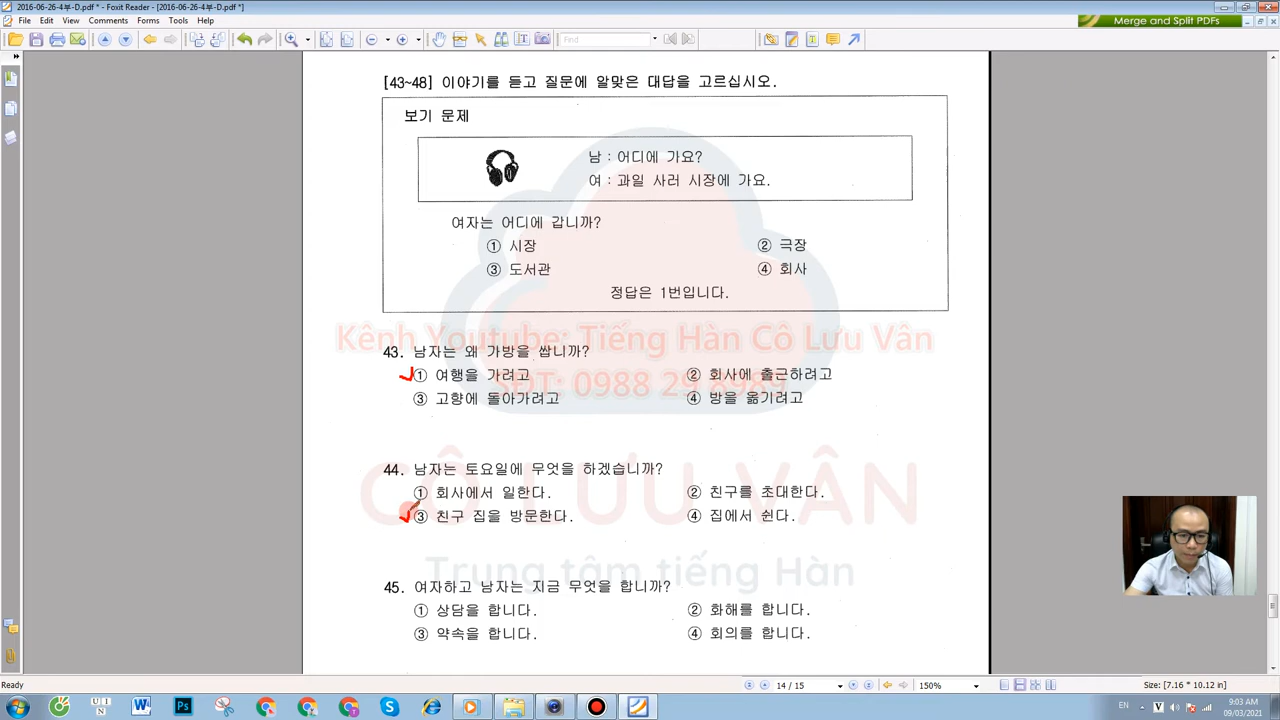 2016-06-26-4부-D.pdf * - Foxit Reader - [2016-06-26-4부-D.pdf *]
File Edit View Comments Forms Tools Help
Merge and Split PDFs
Find
[43~48] 이야기를 듣고 질문에 알맞은 대답을 고르십시오.
보기 문제
남 : 어디에 가요?
여 : 과일 사러 시장에 가요.
여자는 어디에 갑니까?
① 시장 ② 극장
③ 도서관 ④ 회사
정답은 1번입니다.
Kênh Youtube: Tiếng Hàn Cô Lưu Vân
43. 남자는 왜 가방을 쌉니까?
① 여행을 가려고 ② 회사에 출근하려고
SĐT: 0988 29 8989
③ 고향에 돌아가려고 ④ 방을 옮기려고
44. 남자는 토요일에 무엇을 하겠습니까?
① 회사에서 일한다. ② 친구를 초대한다.
CÔ LƯU VÂN
③ 친구 집을 방문한다. ④ 집에서 쉰다.
Trung tâm tiếng Hàn
45. 여자하고 남자는 지금 무엇을 합니까?
① 상담을 합니다. ② 화해를 합니다.
③ 약속을 합니다. ④ 회의를 합니다.
Ready 14 / 15 150% Size: [7.16 * 10.12 in]
EN 9:03 AM
09/03/2021